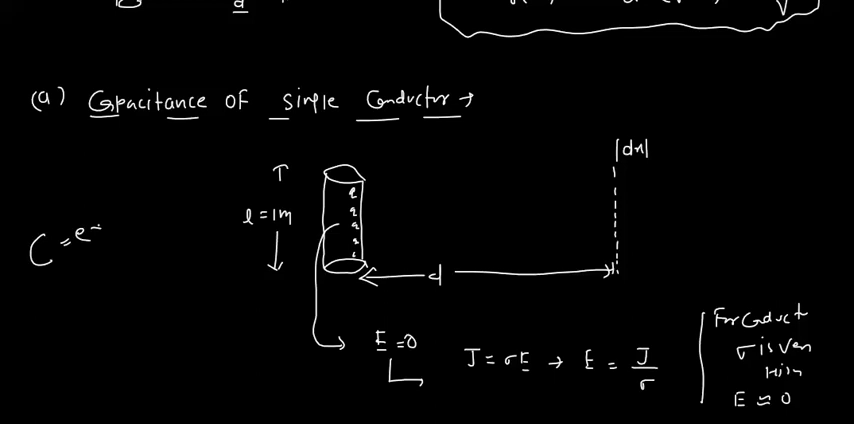 d
(a) Capacitance of single Conductor →
|dx|
l = 1m
q
q
q
q
C = e-
d
E = 0
J = σE → E = J/σ
For Conduct
σ is Very
High
E ≈ 0